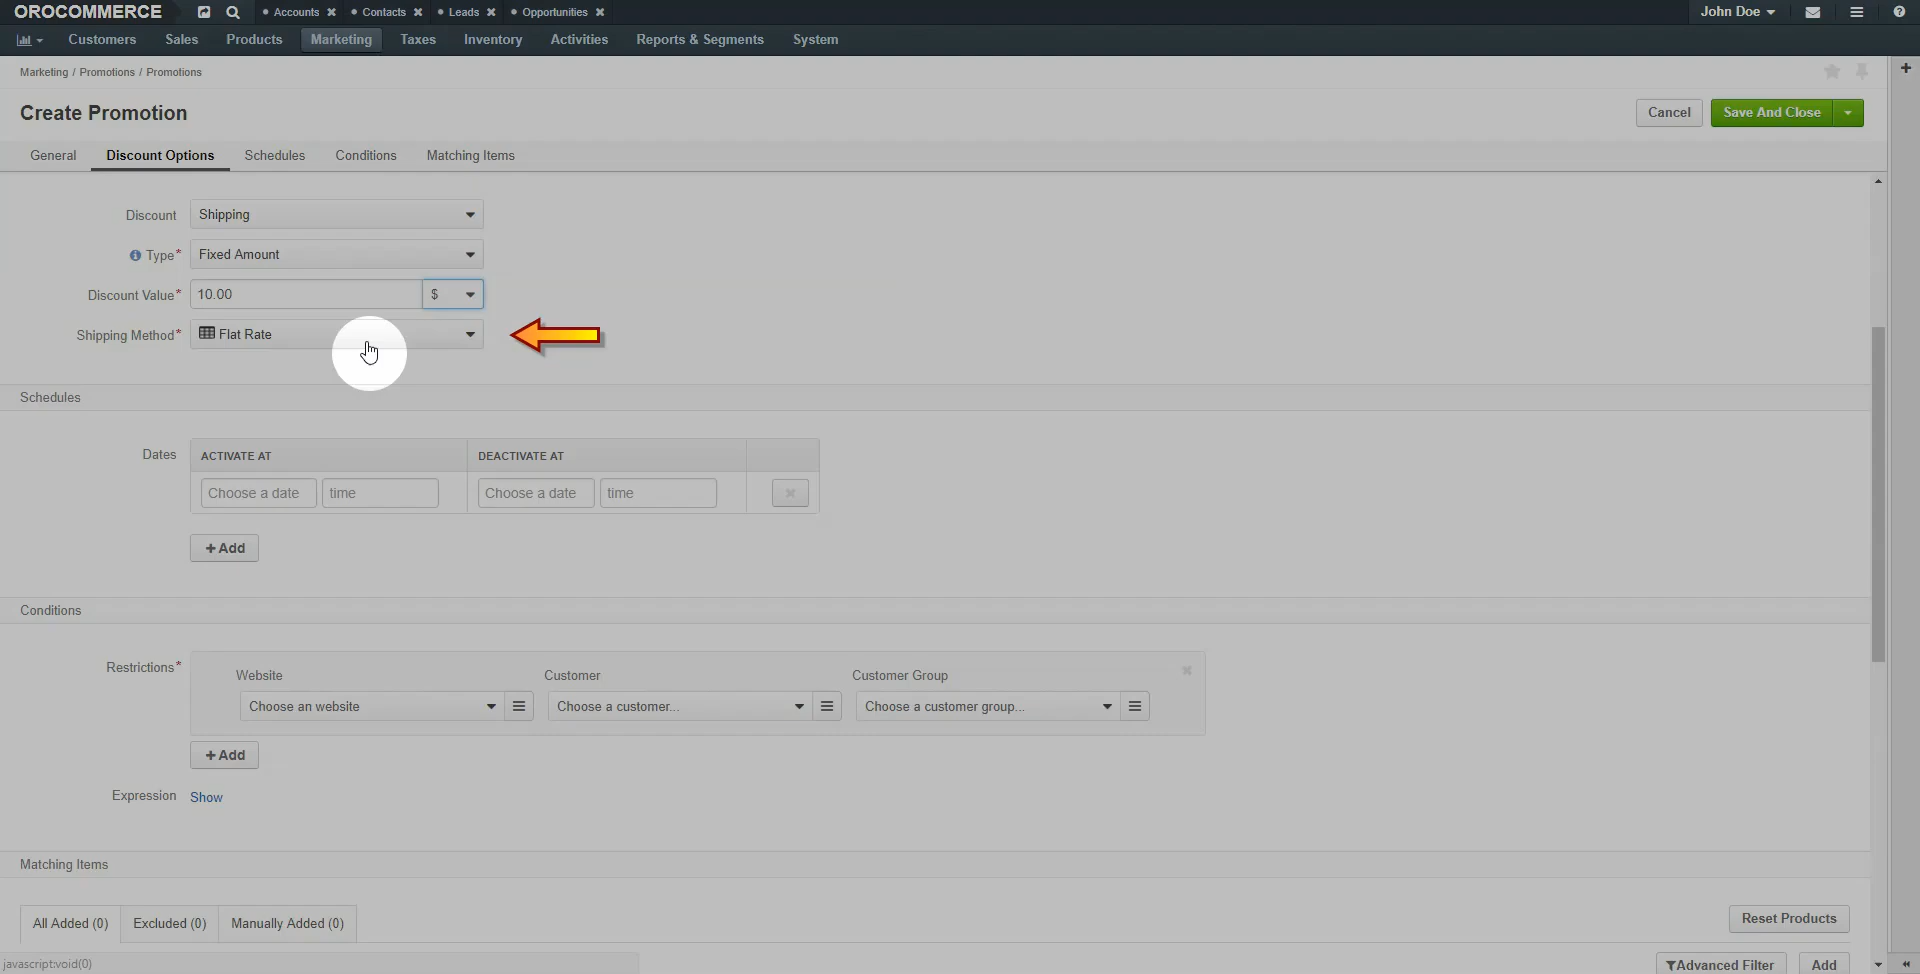 OROCOMMERCE Accounts Contacts Leads Opportunities John Doe
Customers Sales Products Marketing Taxes Inventory Activities Reports & Segments System
Marketing / Promotions / Promotions
Create Promotion Cancel Save And Close
General Discount Options Schedules Conditions Matching Items
Discount Shipping
Type* Fixed Amount
Discount Value* 10.00 $
Shipping Method* Flat Rate
Schedules
Dates ACTIVATE AT DEACTIVATE AT
Choose a date time Choose a date time
+ Add
Conditions
Restrictions* Website Customer Customer Group
Choose an website Choose a customer... Choose a customer group...
+ Add
Expression Show
Matching Items
All Added (0) Excluded (0) Manually Added (0) Reset Products
javascript:void(0) Advanced Filter Add